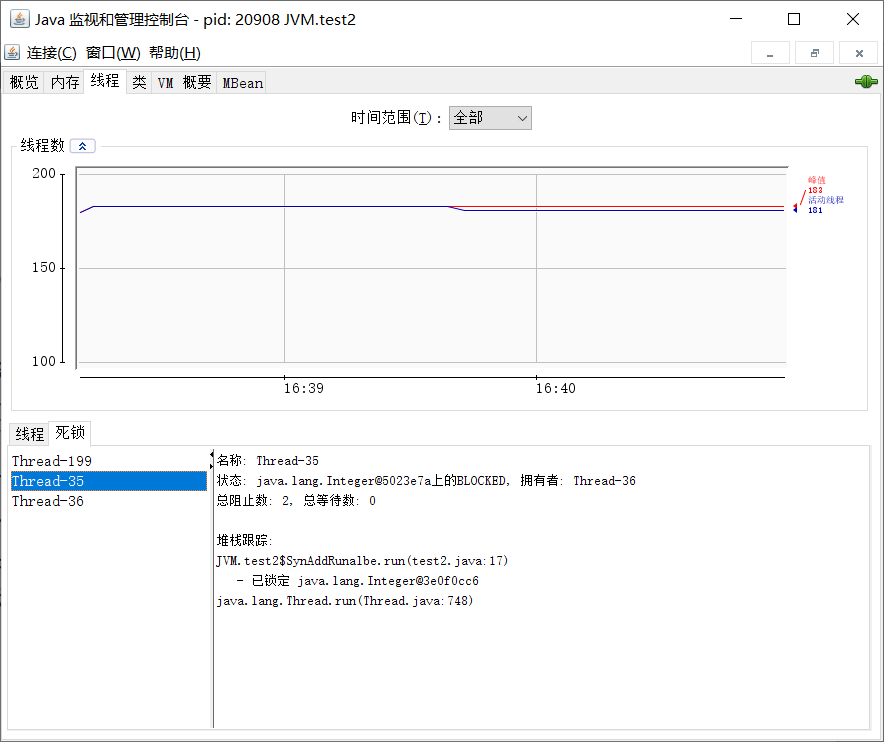 Java 监视和管理控制台 - pid: 20908 JVM.test2
连接(C) 窗口(W) 帮助(H)
概览 内存 线程 类 VM 概要 MBean
时间范围(T): 全部
线程数
200
150
100
峰值
183
活动线程
181
16:39 16:40
线程 死锁
Thread-199
Thread-35
Thread-36
名称: Thread-35
状态: java.lang.Integer@5023e7a上的BLOCKED, 拥有者: Thread-36
总阻止数: 2, 总等待数: 0
堆栈跟踪:
JVM.test2$SynAddRunalbe.run(test2.java:17)
- 已锁定 java.lang.Integer@3e0f0cc6
java.lang.Thread.run(Thread.java:748)